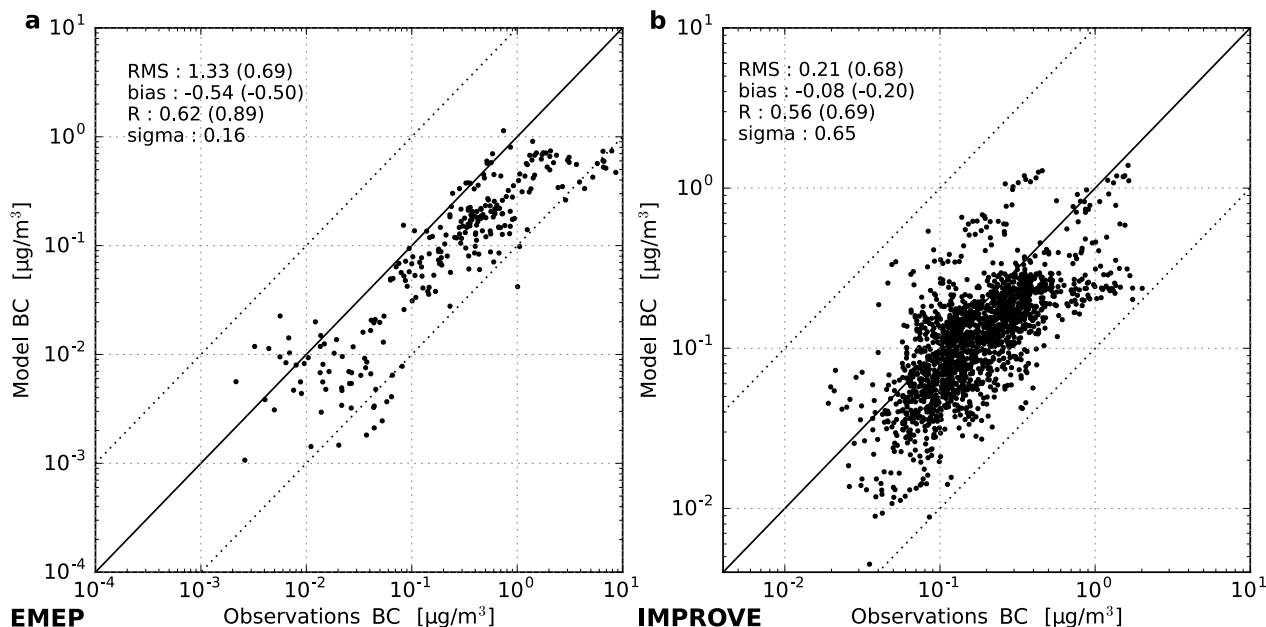 a
RMS : 1.33 (0.69)
bias : -0.54 (-0.50)
R : 0.62 (0.89)
sigma : 0.16
10^1
10^0
10^-1
10^-2
10^-3
10^-4
Model BC [µg/m³]
10^-4 10^-3 10^-2 10^-1 10^0 10^1
Observations BC [µg/m³]
EMEP
b
RMS : 0.21 (0.68)
bias : -0.08 (-0.20)
R : 0.56 (0.69)
sigma : 0.65
10^1
10^0
10^-1
10^-2
Model BC [µg/m³]
10^-2 10^-1 10^0 10^1
Observations BC [µg/m³]
IMPROVE